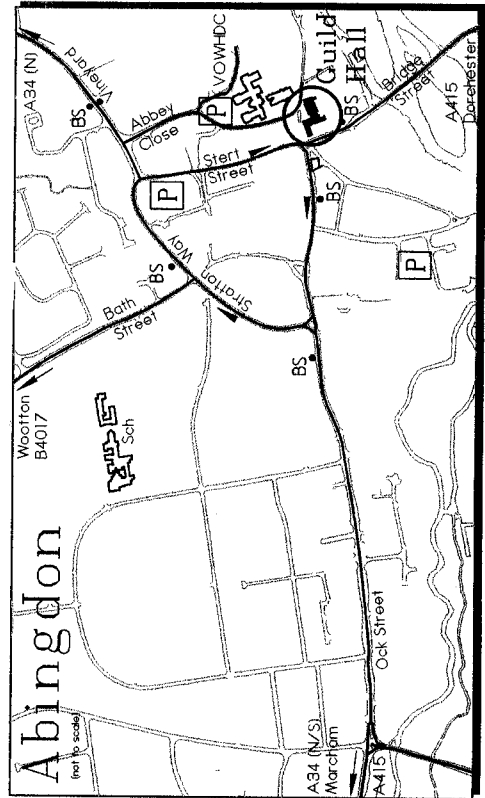 Abingdon
(not to scale)
Wootton
B4017
A34 (N)
Vineyard
BS
Abbey
Close
P
VOWHDC
Guild
Hall
BS
Bridge
Street
A415
Dorchester
Stert
Street
P
BS
Stratton
Way
BS
Bath
Street
P
BS
Sch
Ock Street
A34 (N/S)
Marcham
A415